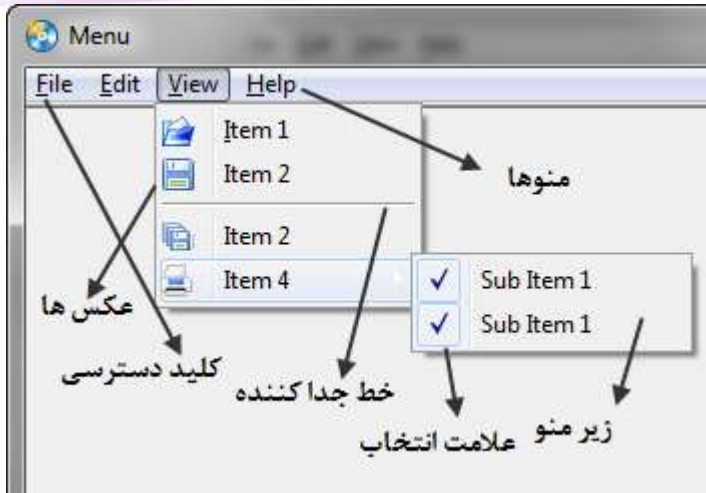 Menu
File Edit View Help
Item 1
Item 2
منوها
Item 2
Item 4
Sub Item 1
Sub Item 1
عکس ها
کلید دسترسی
خط جدا کننده
علامت انتخاب
زیر منو